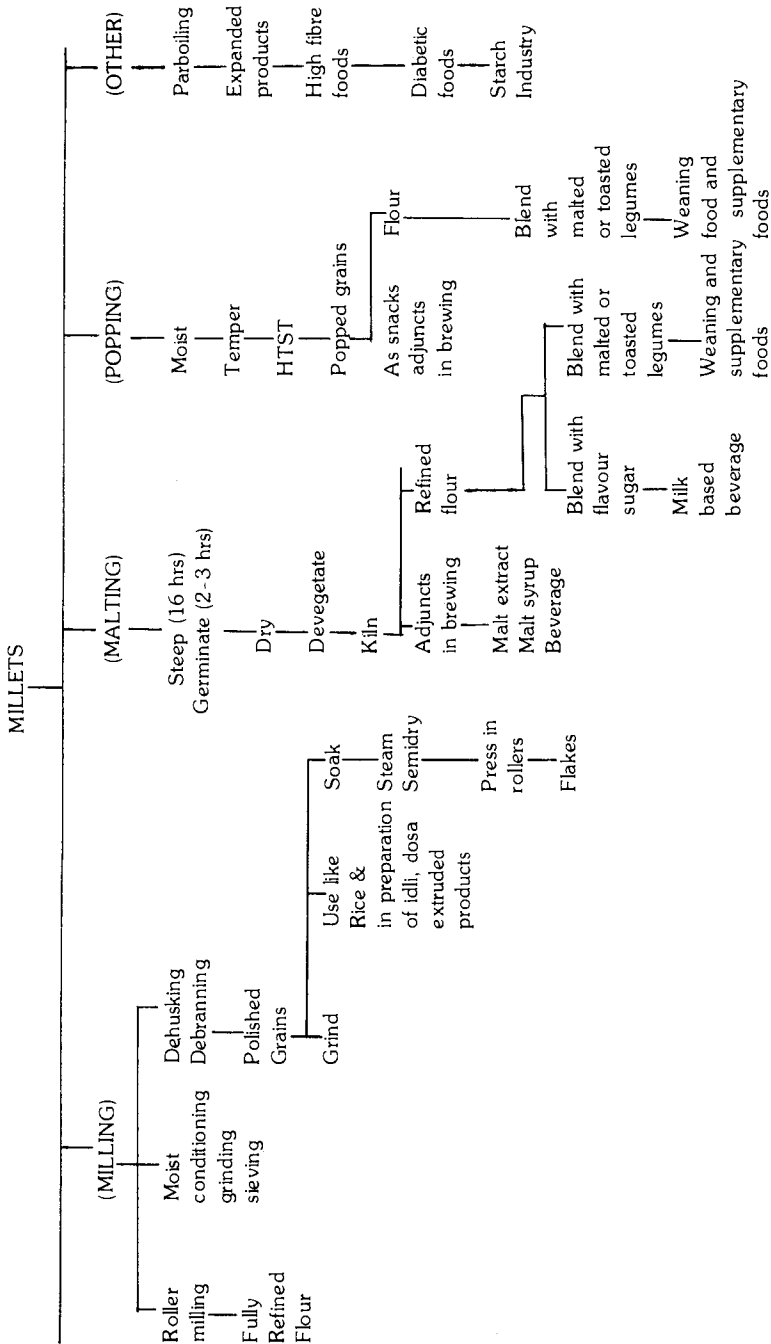 MILLETS
(MILLING)
Roller
milling
Fully
Refined
Flour
Moist
conditioning
grinding
sieving
Dehusking
Debranning
Polished
Grains
Grind
Use like
Rice &
in preparation
of idli, dosa
extruded
products
Soak
Steam
Semidry
Press in
rollers
Flakes
(MALTING)
Steep (16 hrs)
Germinate (2-3 hrs)
Dry
Devegetate
Kiln
Adjuncts
in brewing
Malt extract
Malt syrup
Beverage
Refined
flour
Blend with
flavour
sugar
Milk
based
beverage
Blend with
malted or
toasted
legumes
Weaning and
supplementary
foods
(POPPING)
Moist
Temper
HTST
Popped grains
As snacks
adjuncts
in brewing
Flour
Blend
with
malted
or toasted
legumes
Weaning
food and
supplementary
foods
(OTHER)
Parboiling
Expanded
products
High fibre
foods
Diabetic
foods
Starch
Industry